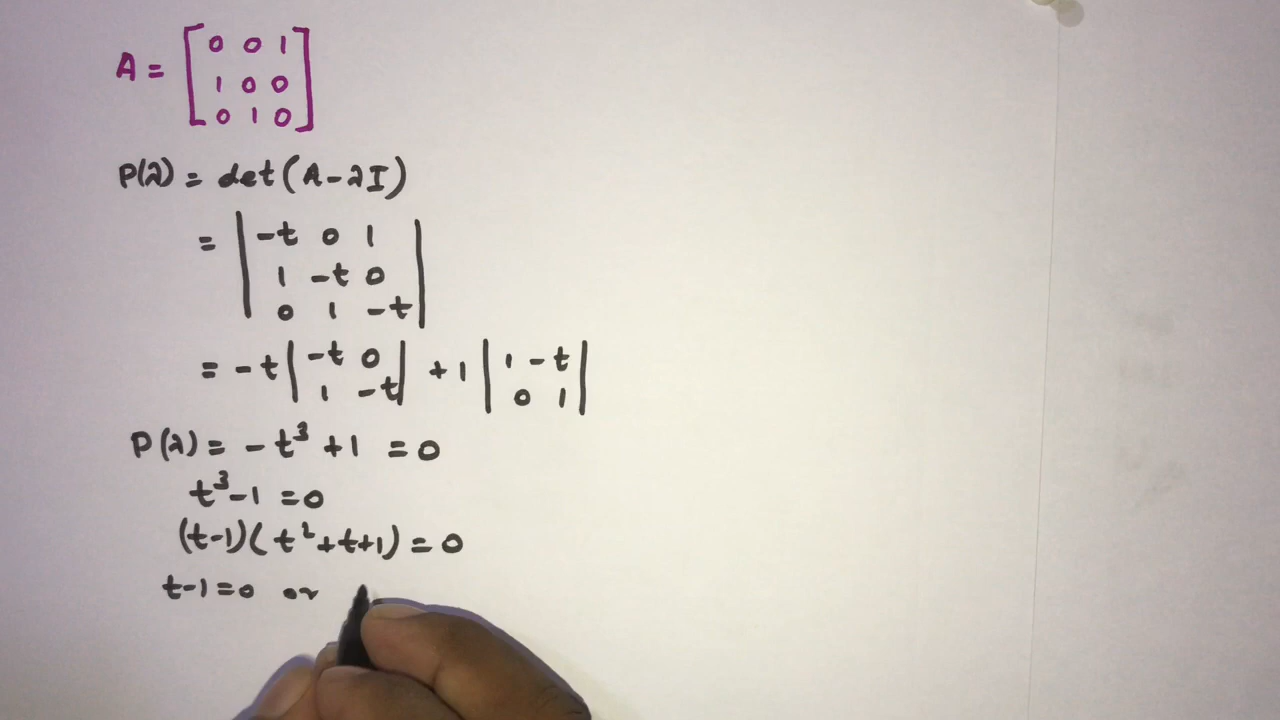 A = [0 0 1
1 0 0
0 1 0]
P(λ) = det(A-λI)
= |-t 0 1
1 -t 0
0 1 -t|
= -t |-t 0
1 -t| +1 |1 -t
0 1|
P(λ) = -t³ +1 = 0
t³-1 = 0
(t-1)(t²+t+1) = 0
t-1=0 or